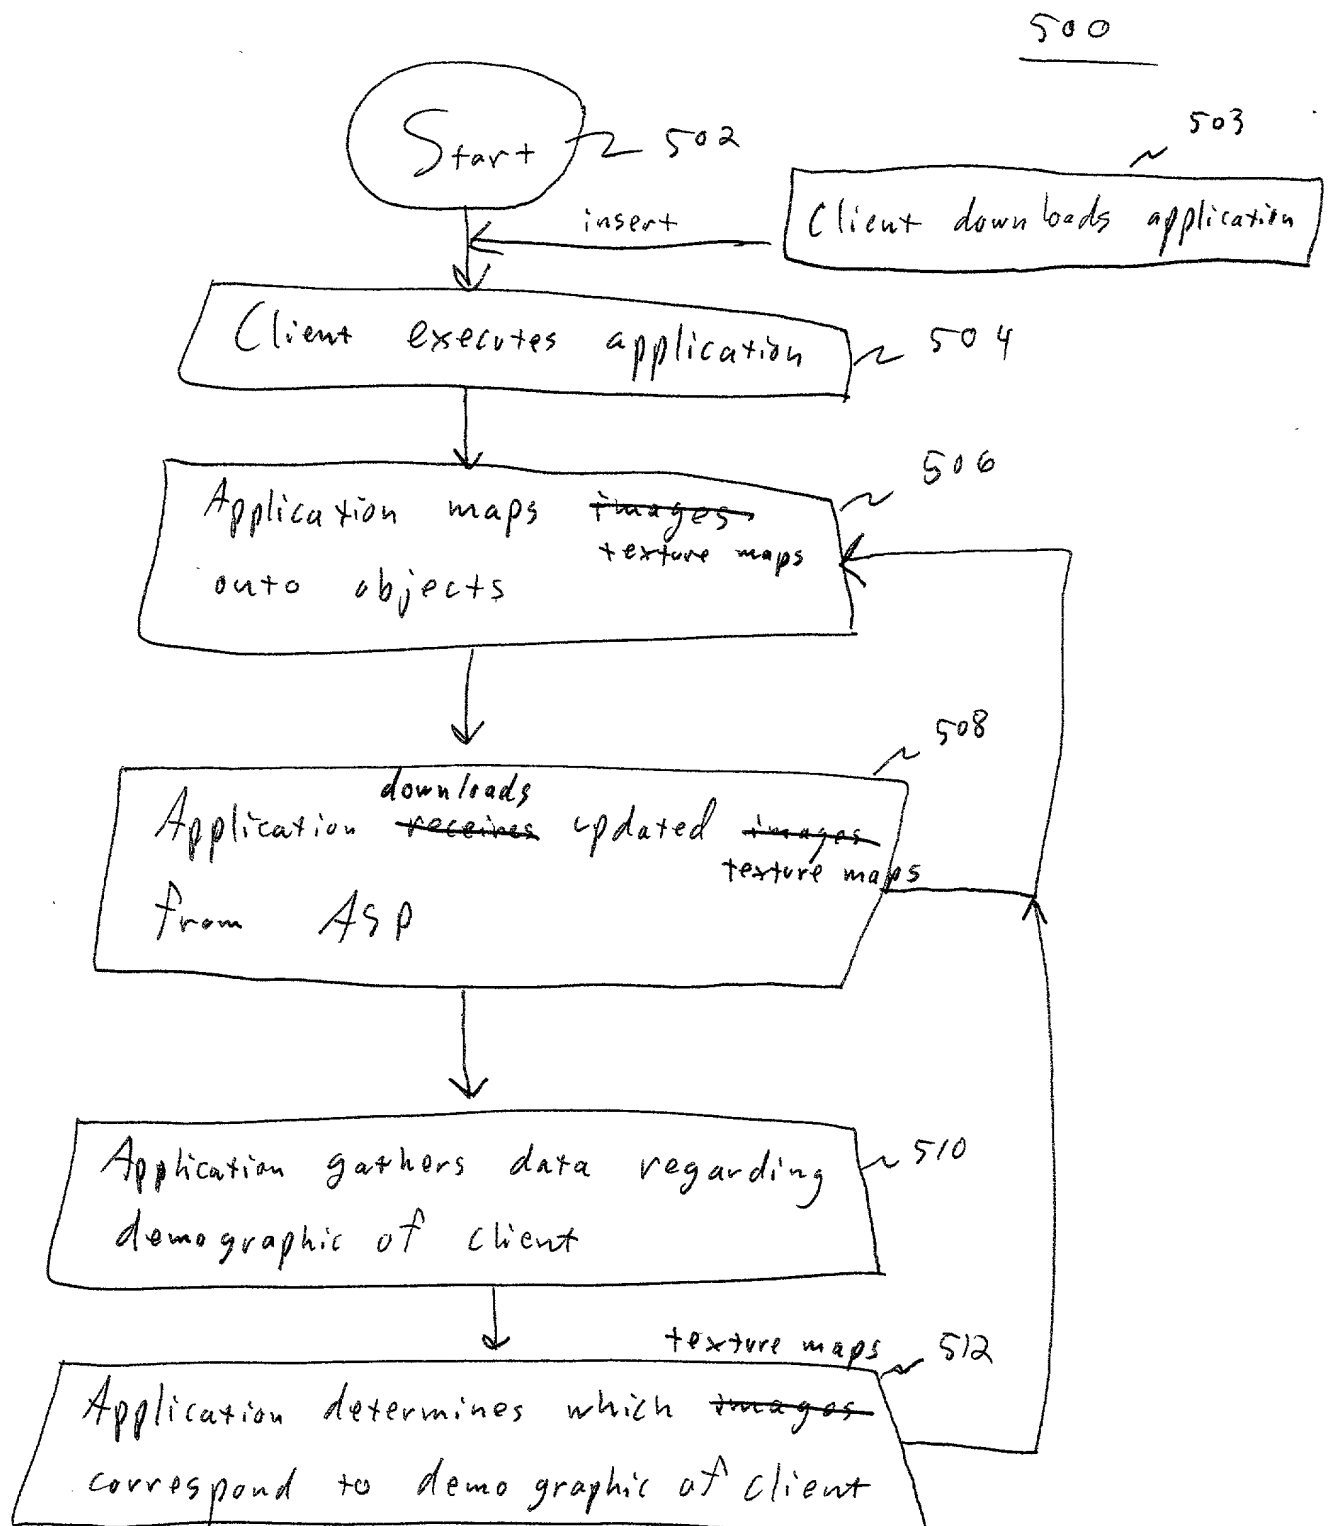 500
Start
502
503
insert
Client downloads application
Client executes application
504
506
Application maps images
texture maps
onto objects
508
downloads
Application receives updated images
texture maps
from ASP
Application gathers data regarding
510
demographic of client
texture maps
512
Application determines which images
correspond to demographic of client